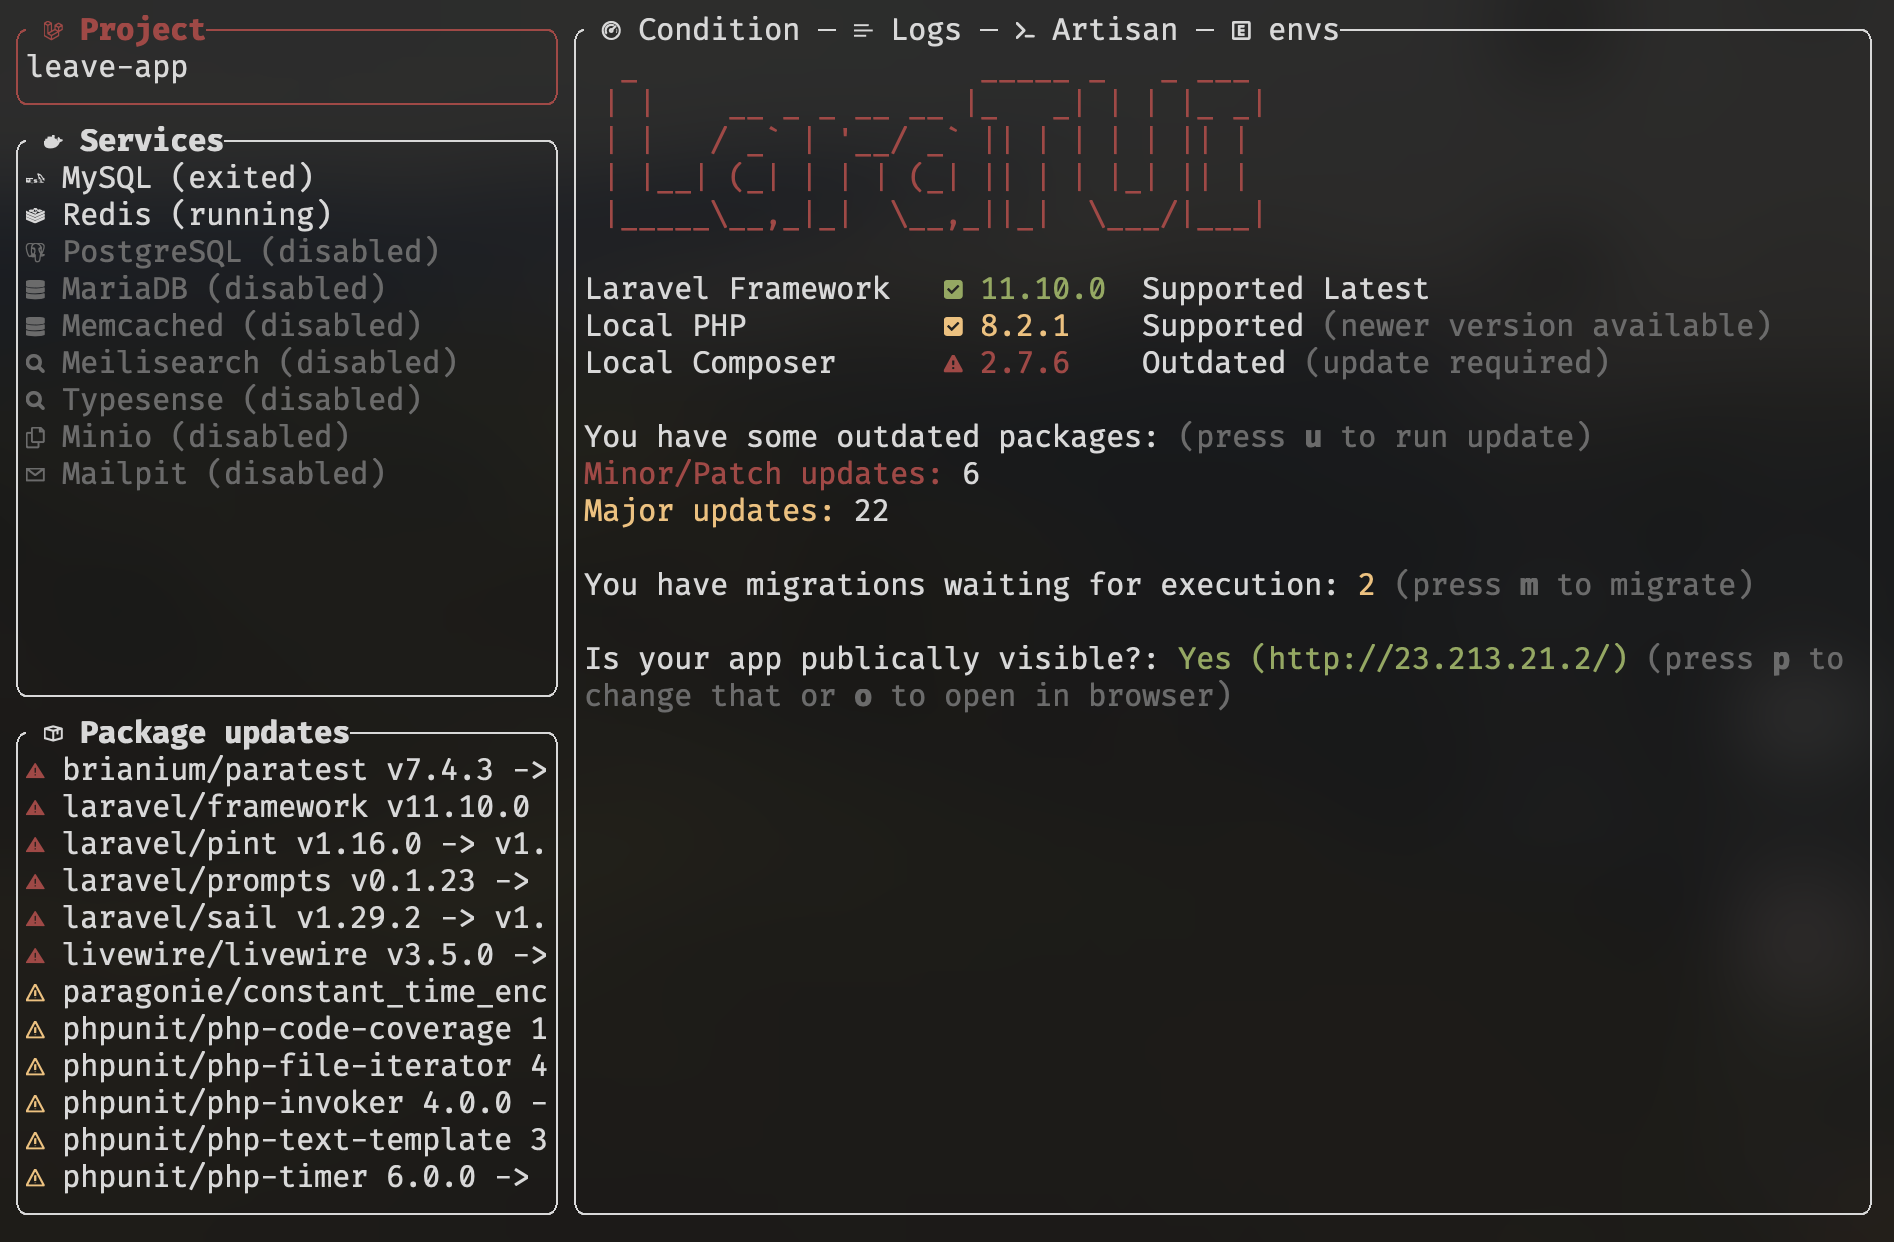 Project
leave-app
Services
MySQL (exited)
Redis (running)
PostgreSQL (disabled)
MariaDB (disabled)
Memcached (disabled)
Meilisearch (disabled)
Typesense (disabled)
Minio (disabled)
Mailpit (disabled)
Package updates
brianium/paratest v7.4.3 ->
laravel/framework v11.10.0
laravel/pint v1.16.0 -> v1.
laravel/prompts v0.1.23 ->
laravel/sail v1.29.2 -> v1.
livewire/livewire v3.5.0 ->
paragonie/constant_time_enc
phpunit/php-code-coverage 1
phpunit/php-file-iterator 4
phpunit/php-invoker 4.0.0 -
phpunit/php-text-template 3
phpunit/php-timer 6.0.0 ->
Condition — Logs — Artisan — envs
LaraTUI
Laravel Framework 11.10.0 Supported Latest
Local PHP 8.2.1 Supported (newer version available)
Local Composer 2.7.6 Outdated (update required)
You have some outdated packages: (press u to run update)
Minor/Patch updates: 6
Major updates: 22
You have migrations waiting for execution: 2 (press m to migrate)
Is your app publically visible?: Yes (http://23.213.21.2/) (press p to
change that or o to open in browser)